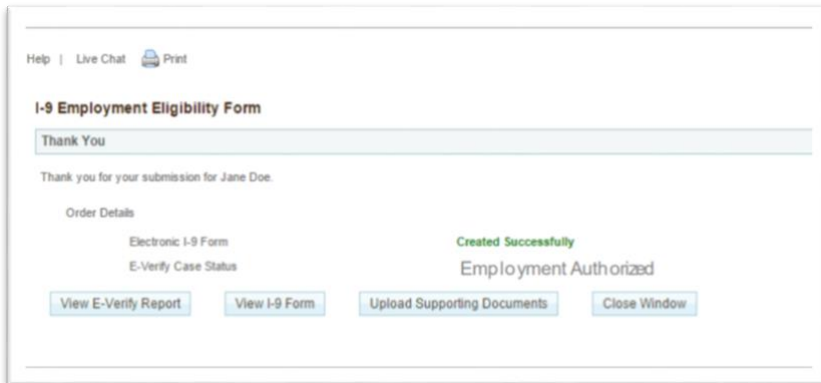 Help | Live Chat Print
I-9 Employment Eligibility Form
Thank You
Thank you for your submission for Jane Doe.
Order Details
Electronic I-9 Form Created Successfully
E-Verify Case Status Employment Authorized
View E-Verify Report View I-9 Form Upload Supporting Documents Close Window